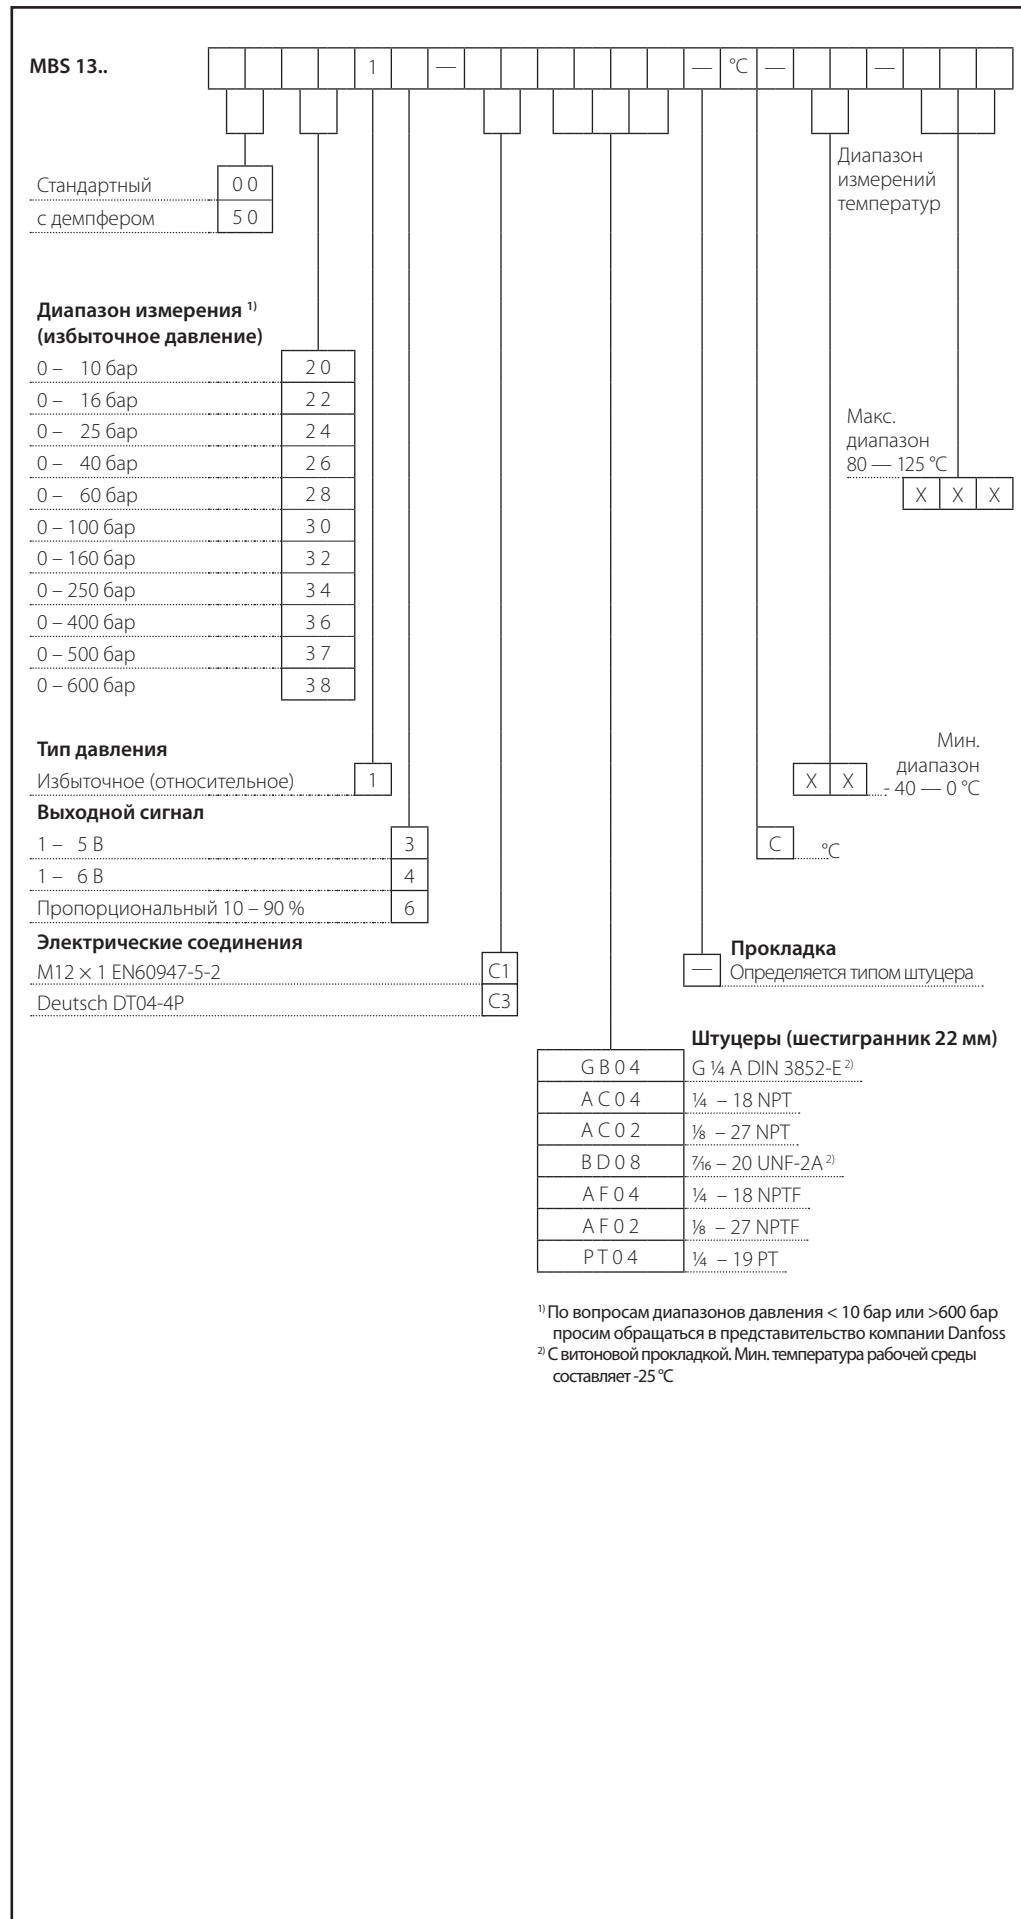 MBS 13.. 1 — — °C — —
Диапазон
измерений
температур
Стандартный 0 0
с демпфером 5 0
Диапазон измерения 1)
(избыточное давление)
0 – 10 бар 2 0
0 – 16 бар 2 2
0 – 25 бар 2 4
0 – 40 бар 2 6
0 – 60 бар 2 8
0 – 100 бар 3 0
0 – 160 бар 3 2
0 – 250 бар 3 4
0 – 400 бар 3 6
0 – 500 бар 3 7
0 – 600 бар 3 8
Макс.
диапазон
80 — 125 °C
X X X
Тип давления
Избыточное (относительное) 1
Мин.
диапазон
X X - 40 — 0 °C
Выходной сигнал
1 – 5 В 3
1 – 6 В 4
Пропорциональный 10 – 90 % 6
C °C
Электрические соединения
M12 × 1 EN60947-5-2 C1
Deutsch DT04-4P C3
Прокладка
— Определяется типом штуцера
Штуцеры (шестигранник 22 мм)
G B 0 4 G ¼ A DIN 3852-E 2)
A C 0 4 ¼ – 18 NPT
A C 0 2 ⅛ – 27 NPT
B D 0 8 7⁄16 – 20 UNF-2A 2)
A F 0 4 ¼ – 18 NPTF
A F 0 2 ⅛ – 27 NPTF
P T 0 4 ¼ – 19 PT
1) По вопросам диапазонов давления < 10 бар или >600 бар
просим обращаться в представительство компании Danfoss
2) С витоновой прокладкой. Мин. температура рабочей среды
составляет -25 °C